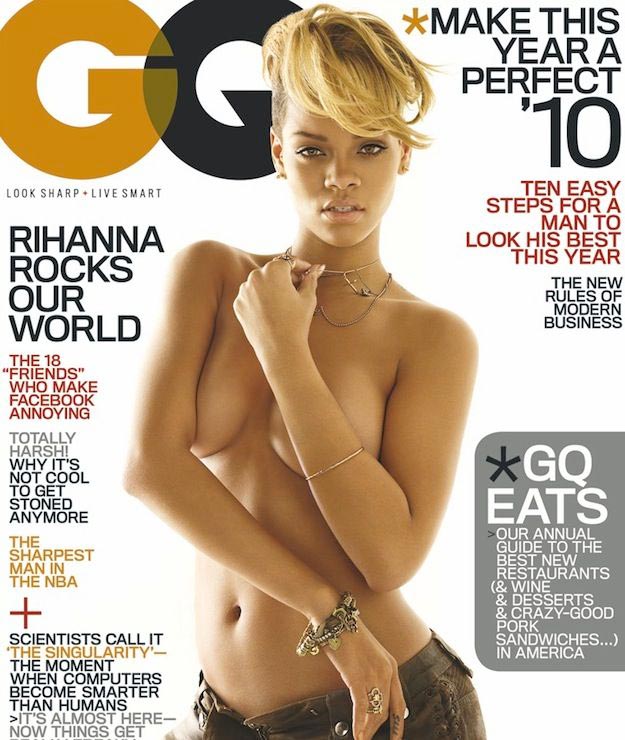 GQ
LOOK SHARP + LIVE SMART
*MAKE THIS
YEAR A
PERFECT
'10
TEN EASY
STEPS FOR A
MAN TO
LOOK HIS BEST
THIS YEAR
THE NEW
RULES OF
MODERN
BUSINESS
RIHANNA
ROCKS
OUR
WORLD
THE 18
“FRIENDS”
WHO MAKE
FACEBOOK
ANNOYING
TOTALLY
HARSH!
WHY IT'S
NOT COOL
TO GET
STONED
ANYMORE
THE
SHARPEST
MAN IN
THE NBA
+
SCIENTISTS CALL IT
'THE SINGULARITY'—
THE MOMENT
WHEN COMPUTERS
BECOME SMARTER
THAN HUMANS
>IT'S ALMOST HERE—
NOW THINGS GET
*GQ
EATS
>OUR ANNUAL
GUIDE TO THE
BEST NEW
RESTAURANTS
(& WINE
& DESSERTS
& CRAZY-GOOD
PORK
SANDWICHES...)
IN AMERICA